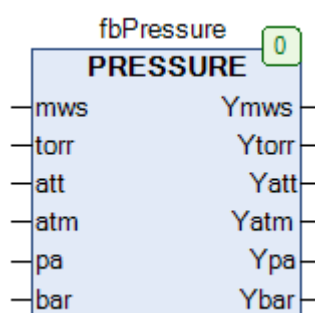 fbPressure
0
PRESSURE
mws Ymws
torr Ytorr
att Yatt
atm Yatm
pa Ypa
bar Ybar